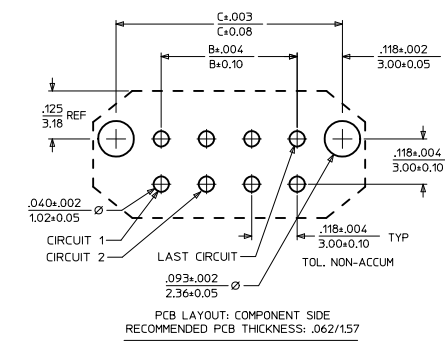 C±.003
C±0.08
B±.004
B±0.10
.118±.002
3.00±0.05
.125
3.18 REF
.118±.004
3.00±0.10
.040±.002
1.02±0.05 Ø
CIRCUIT 1
CIRCUIT 2
LAST CIRCUIT
.118±.004
3.00±0.10 TYP
TOL. NON-ACCUM
.093±.002
2.36±0.05 Ø
PCB LAYOUT: COMPONENT SIDE
RECOMMENDED PCB THICKNESS: .062/1.57